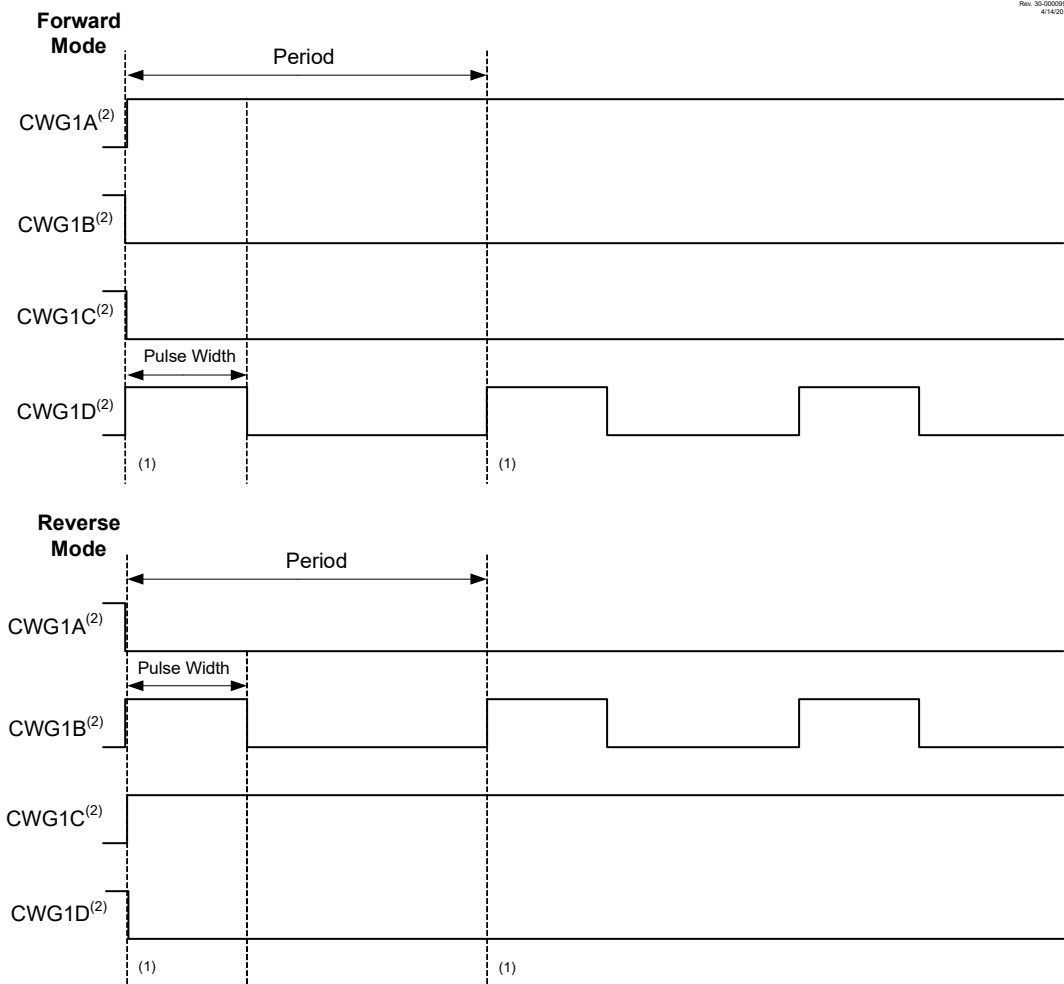 Rev. 30-000099
4/14/20
Forward
Mode
Period
CWG1A(2)
CWG1B(2)
CWG1C(2)
Pulse Width
CWG1D(2)
(1)
(1)
Reverse
Mode
Period
CWG1A(2)
Pulse Width
CWG1B(2)
CWG1C(2)
CWG1D(2)
(1)
(1)